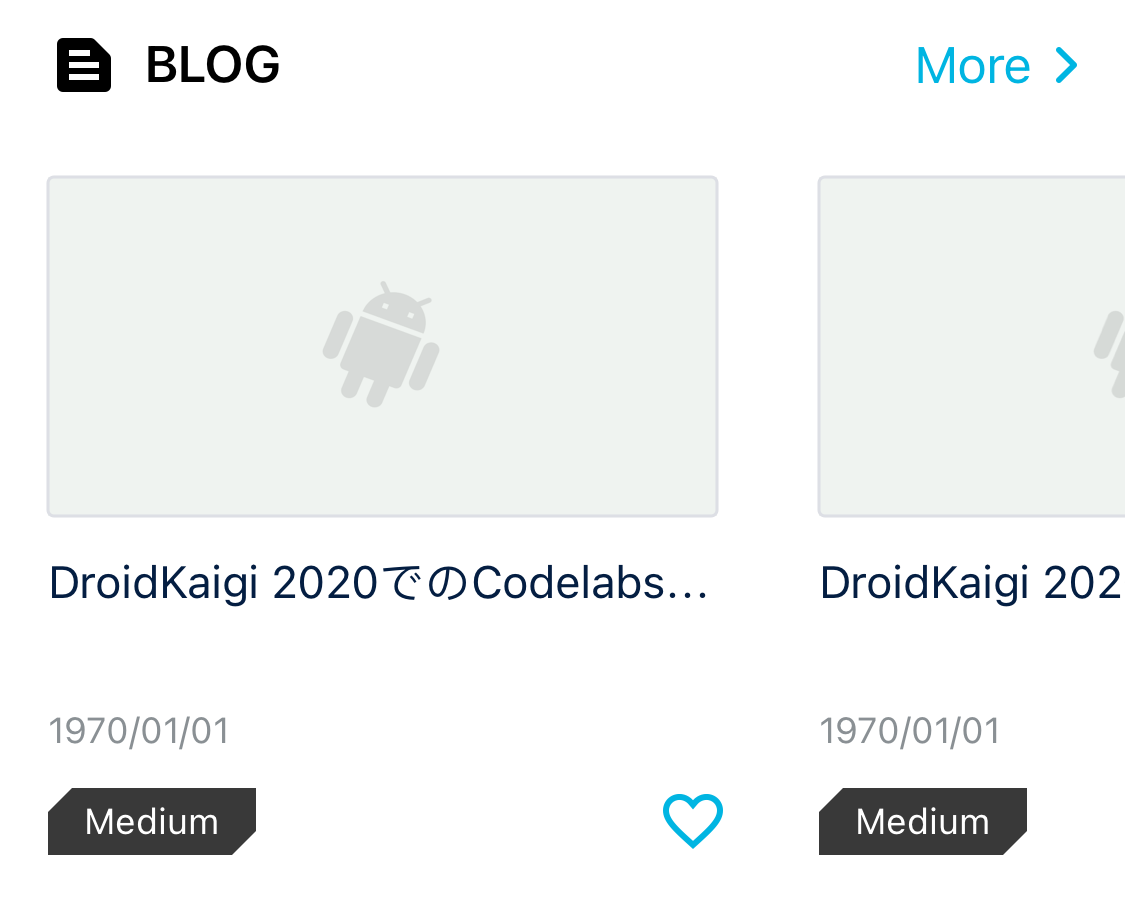 BLOG
More
DroidKaigi 2020でのCodelabs...
1970/01/01
Medium
DroidKaigi 202
1970/01/01
Medium